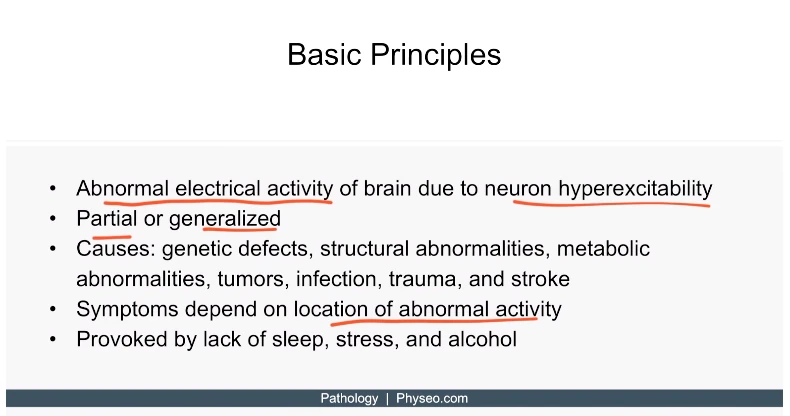 Basic Principles
• Abnormal electrical activity of brain due to neuron hyperexcitability
• Partial or generalized
• Causes: genetic defects, structural abnormalities, metabolic
abnormalities, tumors, infection, trauma, and stroke
• Symptoms depend on location of abnormal activity
• Provoked by lack of sleep, stress, and alcohol
Pathology | Physeo.com